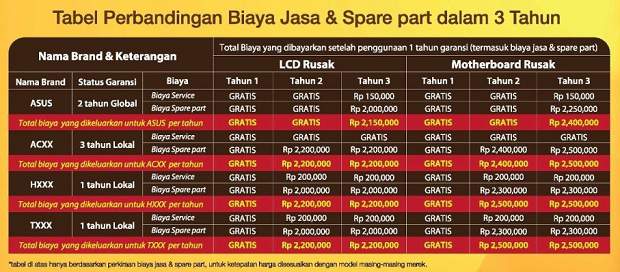 Tabel Perbandingan Biaya Jasa & Spare part dalam 3 Tahun
Nama Brand & Keterangan
Total Biaya yang dibayarkan setelah penggunaan 1 tahun garansi (termasuk biaya jasa & spare part)
LCD Rusak Motherboard Rusak
Nama Brand Status Garansi Biaya Tahun 1 Tahun 2 Tahun 3 Tahun 1 Tahun 2 Tahun 3
ASUS 2 tahun Global
Biaya Service GRATIS GRATIS Rp 150,000 GRATIS GRATIS Rp 150,000
Biaya Spare part GRATIS GRATIS Rp 2,000,000 GRATIS GRATIS Rp 2,250,000
Total biaya yang dikeluarkan untuk ASUS per tahun GRATIS GRATIS Rp 2,150,000 GRATIS GRATIS Rp 2,400,000
ACXX 3 tahun Lokal
Biaya Service GRATIS GRATIS GRATIS GRATIS GRATIS GRATIS
Biaya Spare part GRATIS Rp 2,200,000 Rp 2,200,000 GRATIS Rp 2,400,000 Rp 2,500,000
Total biaya yang dikeluarkan untuk ACXX per tahun GRATIS Rp 2,200,000 Rp 2,200,000 GRATIS Rp 2,400,000 Rp 2,500,000
HXXX 1 tahun Lokal
Biaya Service GRATIS Rp 200,000 Rp 200,000 GRATIS Rp 200,000 Rp 200,000
Biaya Spare part GRATIS Rp 2,000,000 Rp 2,000,000 GRATIS Rp 2,300,000 Rp 2,300,000
Total biaya yang dikeluarkan untuk HXXX per tahun GRATIS Rp 2,200,000 Rp 2,200,000 GRATIS Rp 2,500,000 Rp 2,500,000
TXXX 1 tahun Lokal
Biaya Service GRATIS Rp 200,000 Rp 200,000 GRATIS Rp 200,000 Rp 200,000
Biaya Spare part GRATIS Rp 2,000,000 Rp 2,000,000 GRATIS Rp 2,300,000 Rp 2,300,000
Total biaya yang dikeluarkan untuk TXXX per tahun GRATIS Rp 2,200,000 Rp 2,200,000 GRATIS Rp 2,500,000 Rp 2,500,000
*tabel di atas hanya berdasarkan perkiraan biaya jasa & spare part, untuk ketepatan harga disesusikan dengan model masing-masing merek.